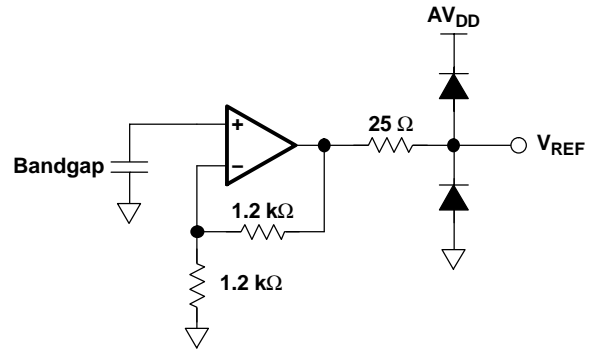 AVDD
25 Ω
+
VREF
Bandgap
−
1.2 kΩ
1.2 kΩ